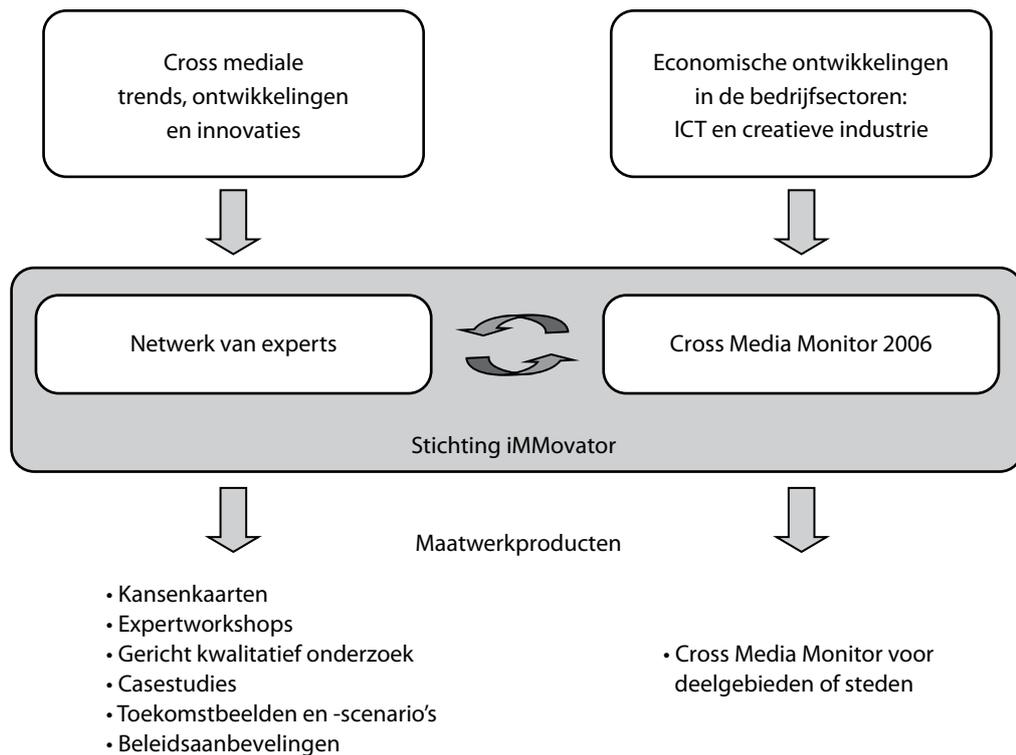 Cross mediale
trends, ontwikkelingen
en innovaties
Economische ontwikkelingen
in de bedrijfsectoren:
ICT en creatieve industrie
Netwerk van experts
Cross Media Monitor 2006
Stichting iMMovator
Maatwerkproducten
• Kansenkaarten
• Expertworkshops
• Gericht kwalitatief onderzoek
• Casestudies
• Toekomstbeelden en -scenario's
• Beleidsaanbevelingen
• Cross Media Monitor voor
deelgebieden of steden